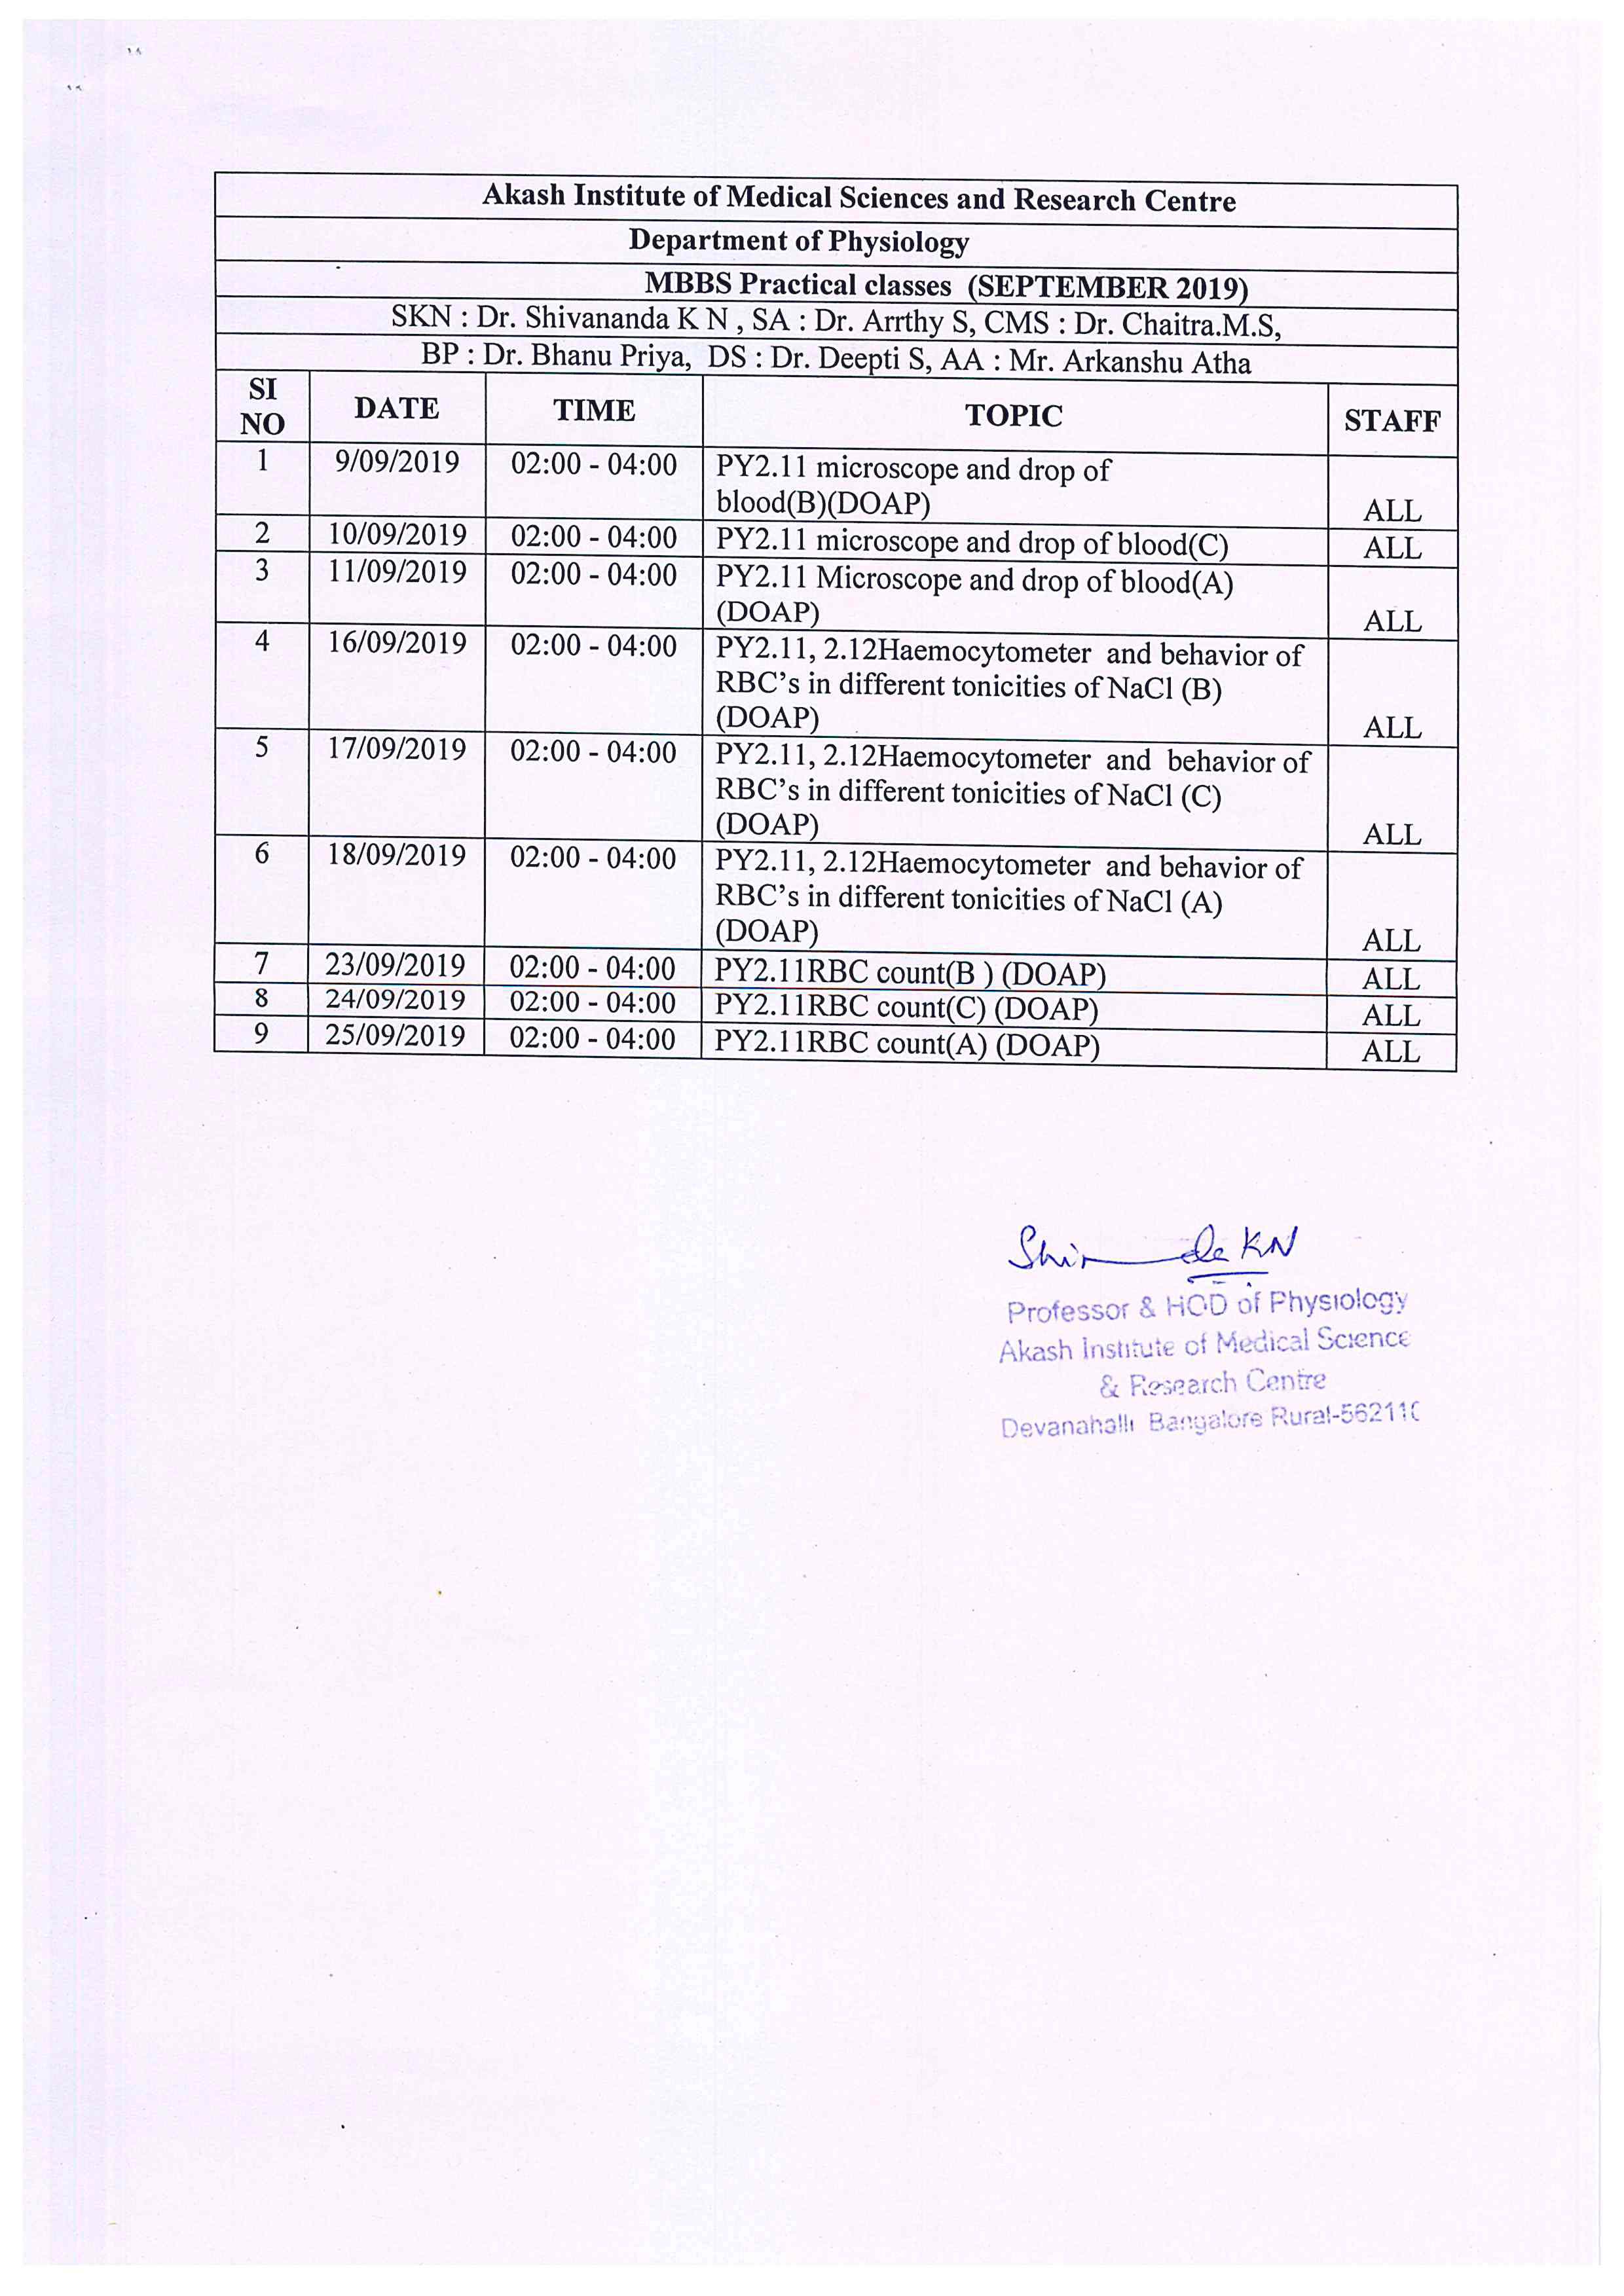 Akash Institute of Medical Sciences and Research Centre
Department of Physiology
MBBS Practical classes (SEPTEMBER 2019)
SKN : Dr. Shivananda K N , SA : Dr. Arrthy S, CMS : Dr. Chaitra.M.S,
BP : Dr. Bhanu Priya, DS : Dr. Deepti S, AA : Mr. Arkanshu Atha
SI NO DATE TIME TOPIC STAFF
1 9/09/2019 02:00 - 04:00 PY2.11 microscope and drop of
blood(B)(DOAP) ALL
2 10/09/2019 02:00 - 04:00 PY2.11 microscope and drop of blood(C) ALL
3 11/09/2019 02:00 - 04:00 PY2.11 Microscope and drop of blood(A)
(DOAP) ALL
4 16/09/2019 02:00 - 04:00 PY2.11, 2.12Haemocytometer and behavior of
RBC’s in different tonicities of NaCl (B)
(DOAP) ALL
5 17/09/2019 02:00 - 04:00 PY2.11, 2.12Haemocytometer and behavior of
RBC’s in different tonicities of NaCl (C)
(DOAP) ALL
6 18/09/2019 02:00 - 04:00 PY2.11, 2.12Haemocytometer and behavior of
RBC’s in different tonicities of NaCl (A)
(DOAP) ALL
7 23/09/2019 02:00 - 04:00 PY2.11RBC count(B ) (DOAP) ALL
8 24/09/2019 02:00 - 04:00 PY2.11RBC count(C) (DOAP) ALL
9 25/09/2019 02:00 - 04:00 PY2.11RBC count(A) (DOAP) ALL
KN
Professor & HOD of Physiology
Akash Institute of Medical Science
& Research Centre
Devanahalli Bangalore Rural-562110